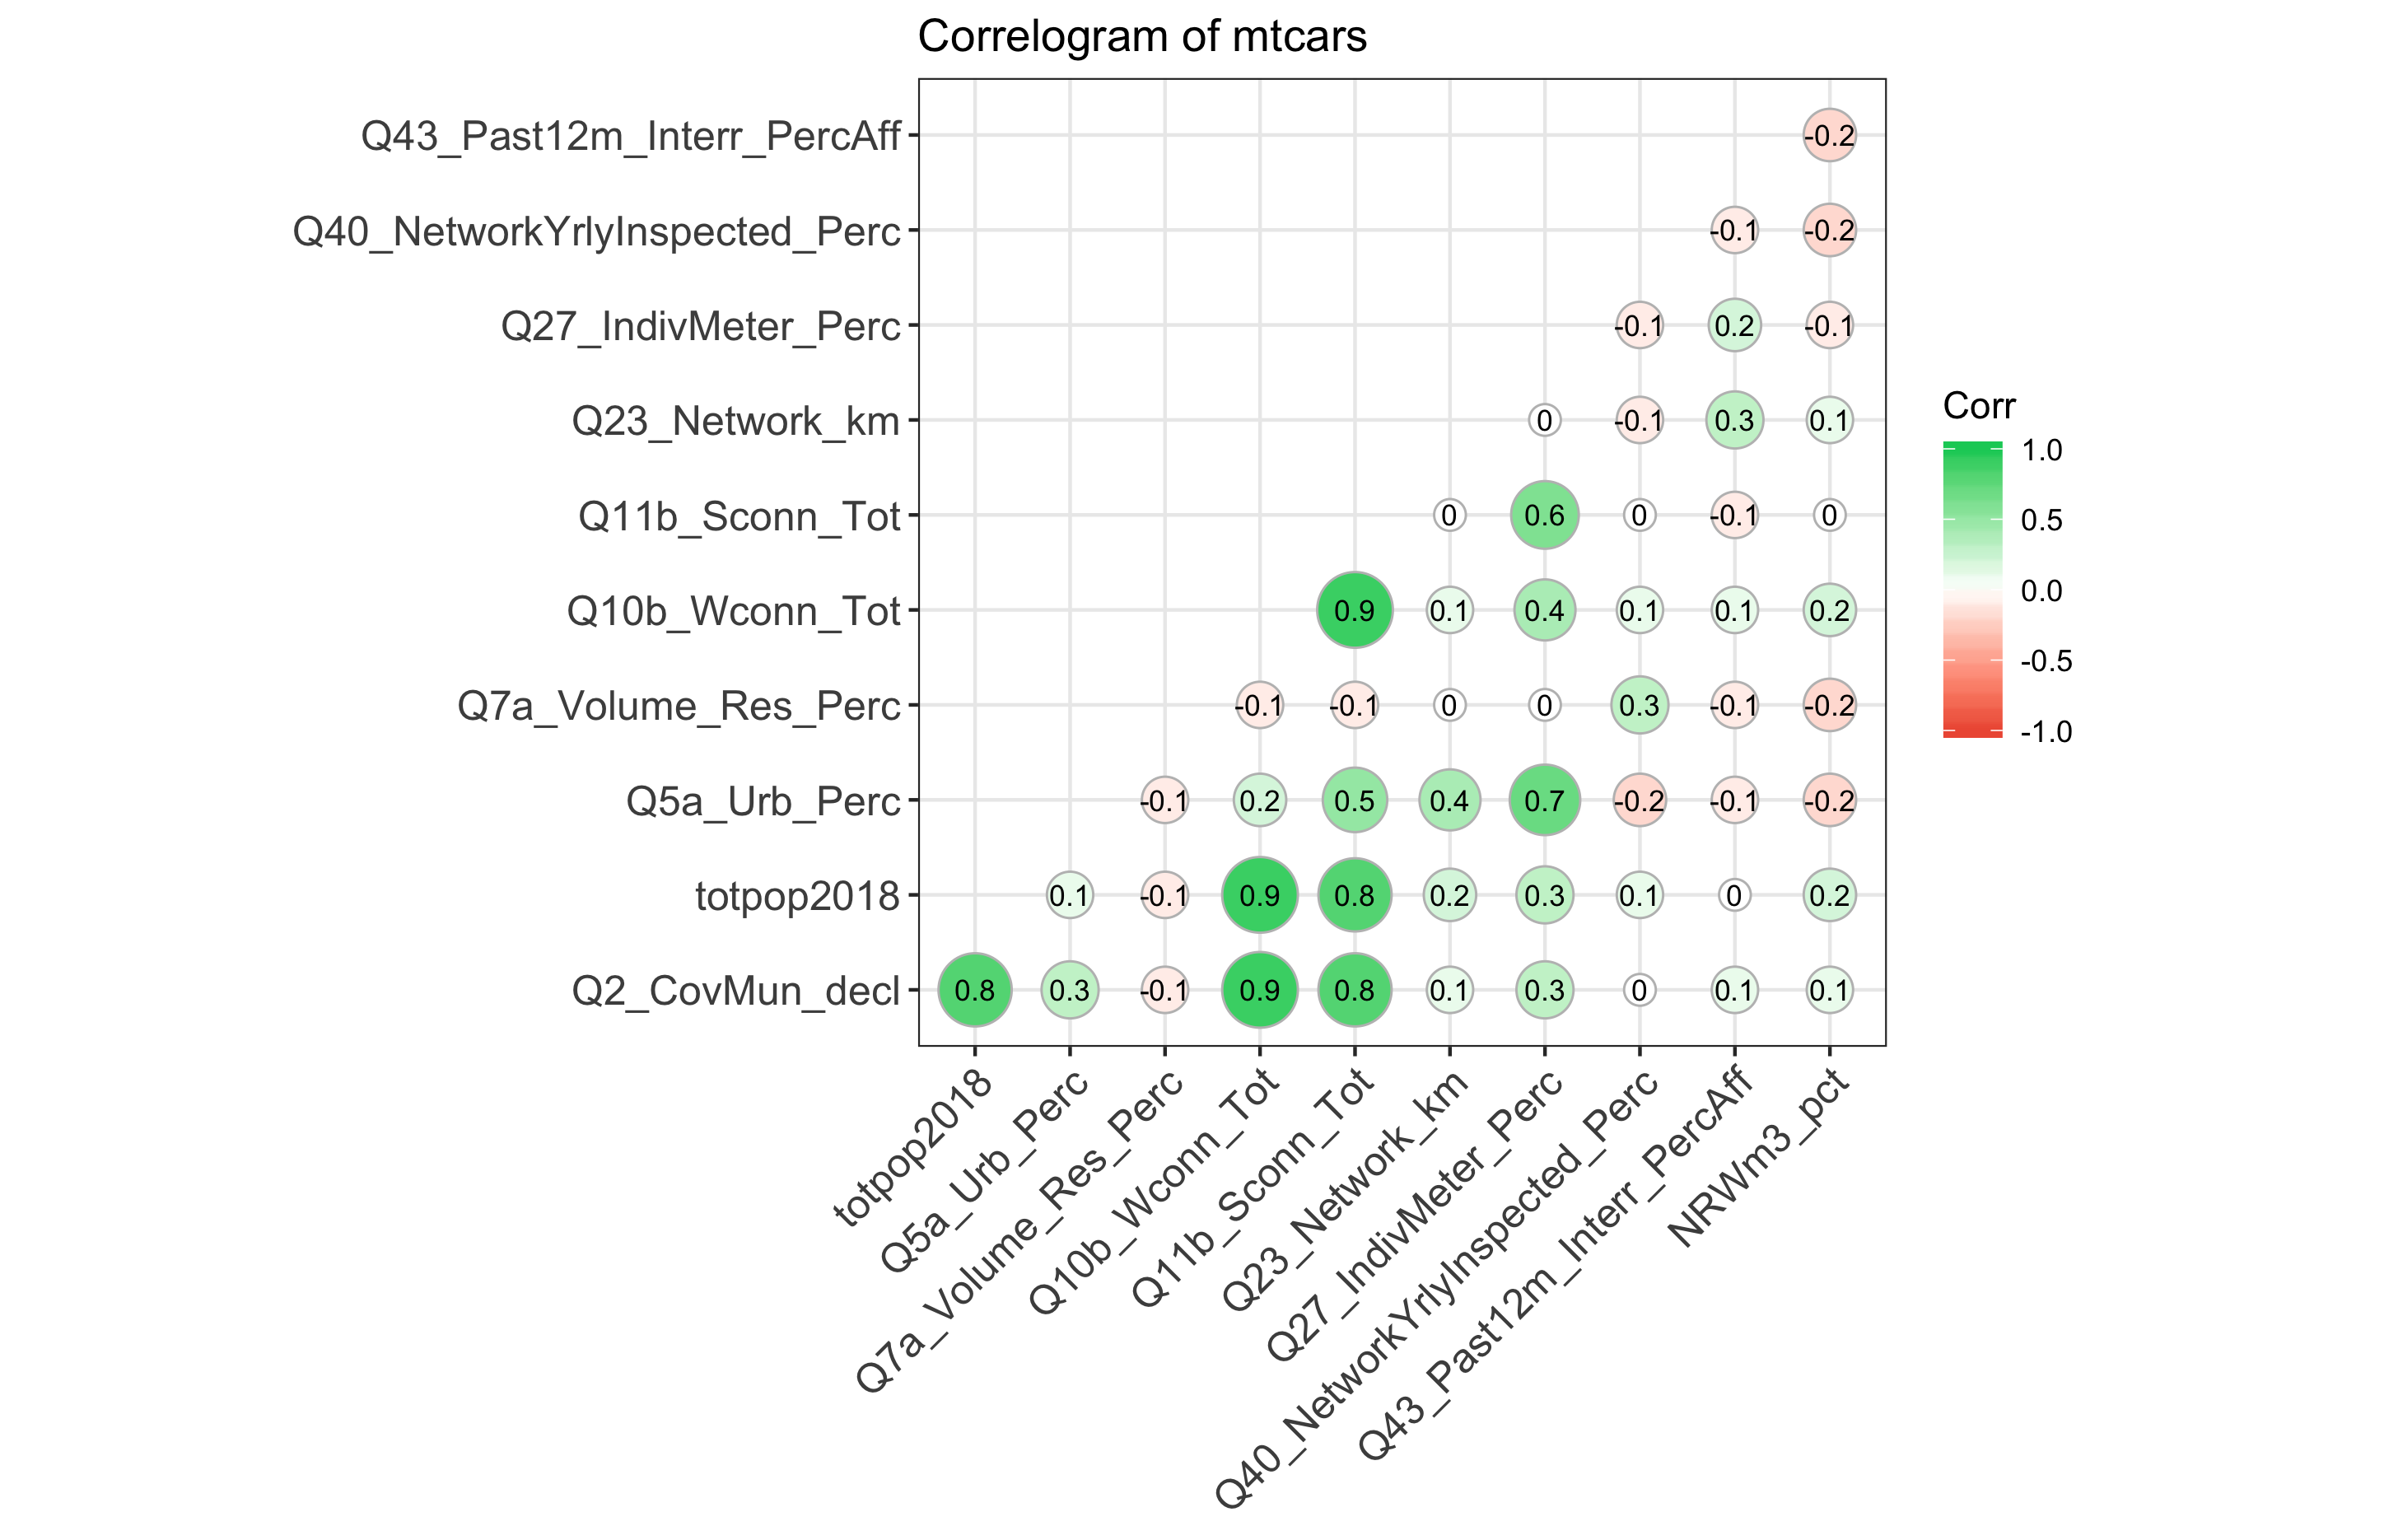 Correlogram of mtcars
Q43_Past12m_Interr_PercAff
-0.2
Q40_NetworkYrlyInspected_Perc
-0.1 -0.2
Q27_IndivMeter_Perc
-0.1 0.2 -0.1
Q23_Network_km
0 -0.1 0.3 0.1
Q11b_Sconn_Tot
0 0.6 0 -0.1 0
Q10b_Wconn_Tot
0.9 0.1 0.4 0.1 0.1 0.2
Q7a_Volume_Res_Perc
-0.1 -0.1 0 0 0.3 -0.1 -0.2
Q5a_Urb_Perc
-0.1 0.2 0.5 0.4 0.7 -0.2 -0.1 -0.2
totpop2018
0.1 -0.1 0.9 0.8 0.2 0.3 0.1 0 0.2
Q2_CovMun_decl
0.8 0.3 -0.1 0.9 0.8 0.1 0.3 0 0.1 0.1
totpop2018
Q5a_Urb_Perc
Q7a_Volume_Res_Perc
Q10b_Wconn_Tot
Q11b_Sconn_Tot
Q23_Network_km
Q27_IndivMeter_Perc
Q40_NetworkYrlyInspected_Perc
Q43_Past12m_Interr_PercAff
NRWm3_pct
Corr
1.0
0.5
0.0
-0.5
-1.0